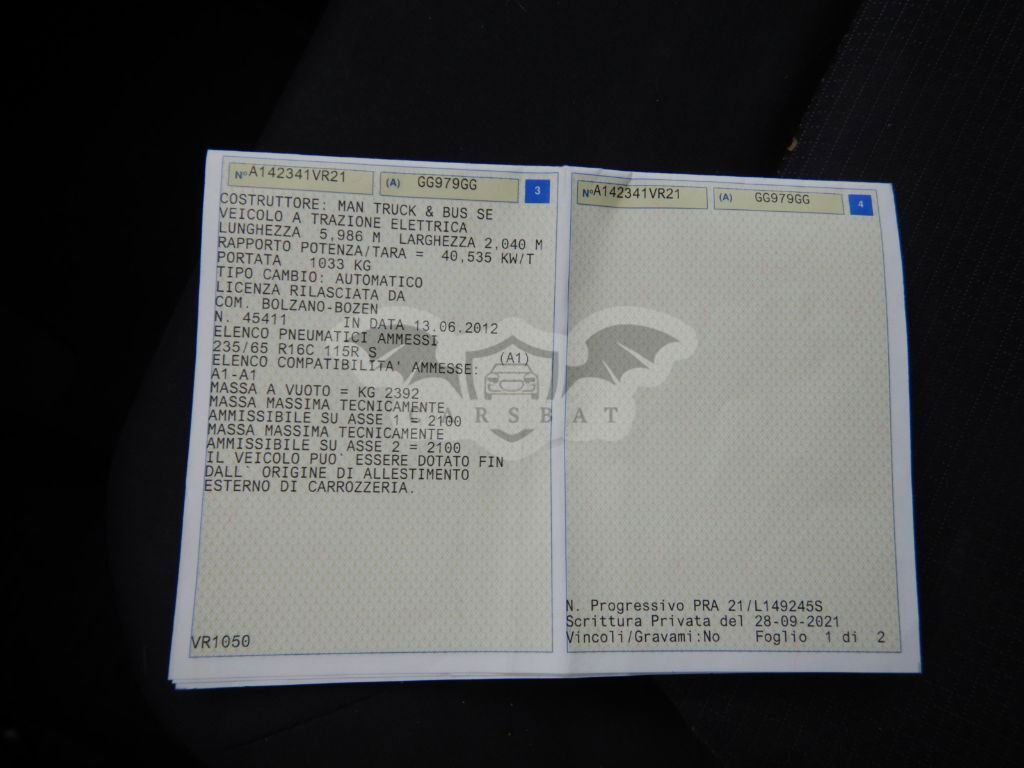 N° A142341VR21
(A) GG979GG
3
COSTRUTTORE: MAN TRUCK & BUS SE
VEICOLO A TRAZIONE ELETTRICA
LUNGHEZZA 5,986 M LARGHEZZA 2,040 M
RAPPORTO POTENZA/TARA = 40,535 KW/T
PORTATA 1033 KG
TIPO CAMBIO: AUTOMATICO
LICENZA RILASCIATA DA
COM. BOLZANO-BOZEN
N. 45411 IN DATA 13.06.2012
ELENCO PNEUMATICI AMMESSI
235/65 R16C 115R S (A1)
ELENCO COMPATIBILITA' AMMESSE:
A1-A1
MASSA A VUOTO = KG 2392
MASSA MASSIMA TECNICAMENTE
AMMISSIBILE SU ASSE 1 = 2100
MASSA MASSIMA TECNICAMENTE
AMMISSIBILE SU ASSE 2 = 2100
IL VEICOLO PUO` ESSERE DOTATO FIN
DALL` ORIGINE DI ALLESTIMENTO
ESTERNO DI CARROZZERIA.
VR1050
N° A142341VR21
(A) GG979GG
4
N. Progressivo PRA 21/L149245S
Scrittura Privata del 28-09-2021
Vincoli/Gravami:No Foglio 1 di 2
CARSBAT